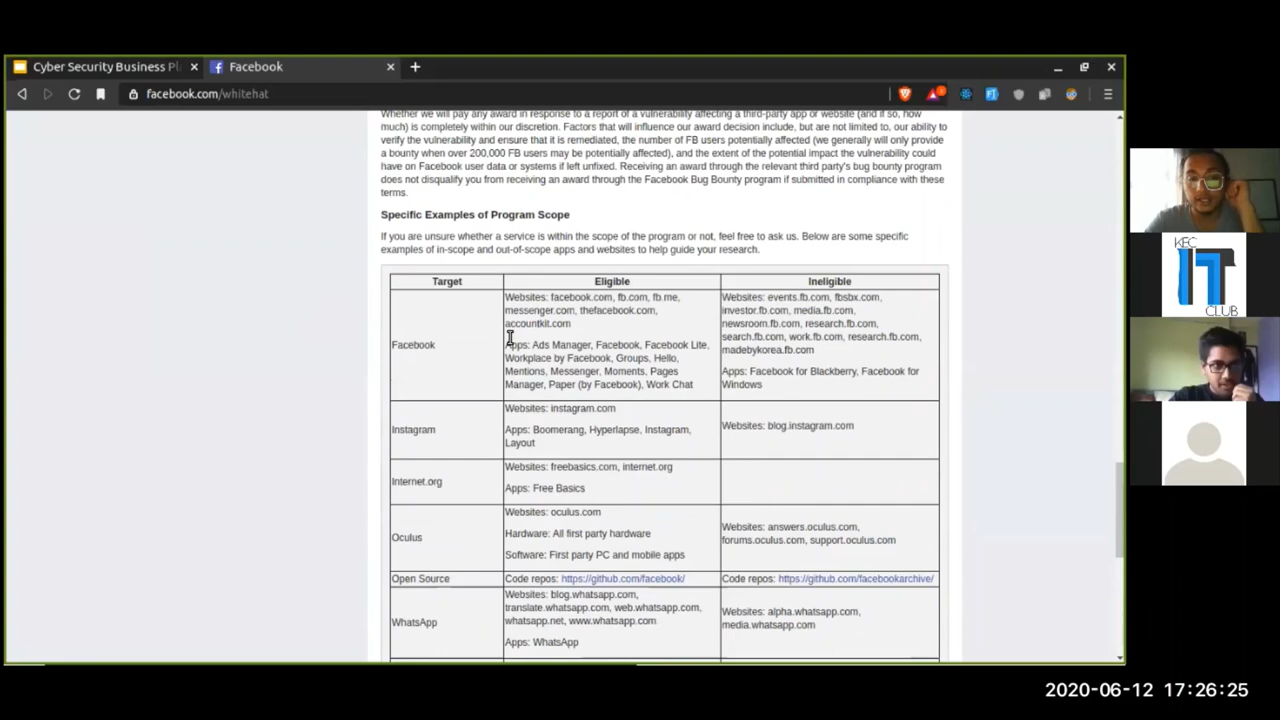 Cyber Security Business Pl
Facebook
facebook.com/whitehat
Whether we will pay any award in response to a report of a vulnerability affecting a third-party app or website (and if so, how
much) is completely within our discretion. Factors that will influence our award decision include, but are not limited to, our ability to
verify the vulnerability and ensure that it is remediated, the number of FB users potentially affected (we generally will only provide
a bounty when over 200,000 FB users may be potentially affected), and the extent of the potential impact the vulnerability could
have on Facebook user data or systems if left unfixed. Receiving an award through the relevant third party's bug bounty program
does not disqualify you from receiving an award through the Facebook Bug Bounty program if submitted in compliance with these
terms.
Specific Examples of Program Scope
If you are unsure whether a service is within the scope of the program or not, feel free to ask us. Below are some specific
examples of in-scope and out-of-scope apps and websites to help guide your research.
Target
Eligible
Ineligible
Facebook
Websites: facebook.com, fb.com, fb.me,
messenger.com, thefacebook.com,
accountkit.com
Apps: Ads Manager, Facebook, Facebook Lite,
Workplace by Facebook, Groups, Hello,
Mentions, Messenger, Moments, Pages
Manager, Paper (by Facebook), Work Chat
Websites: events.fb.com, fbsbx.com,
investor.fb.com, media.fb.com,
newsroom.fb.com, research.fb.com,
search.fb.com, work.fb.com, research.fb.com,
madebykorea.fb.com
Apps: Facebook for Blackberry, Facebook for
Windows
Instagram
Websites: instagram.com
Apps: Boomerang, Hyperlapse, Instagram,
Layout
Websites: blog.instagram.com
Internet.org
Websites: freebasics.com, internet.org
Apps: Free Basics
Oculus
Websites: oculus.com
Hardware: All first party hardware
Software: First party PC and mobile apps
Websites: answers.oculus.com,
forums.oculus.com, support.oculus.com
Open Source
Code repos: https://github.com/facebook/
Code repos: https://github.com/facebookarchive/
WhatsApp
Websites: blog.whatsapp.com,
translate.whatsapp.com, web.whatsapp.com,
whatsapp.net, www.whatsapp.com
Apps: WhatsApp
Websites: alpha.whatsapp.com,
media.whatsapp.com
KEC
IT
CLUB
2020-06-12 17:26:25